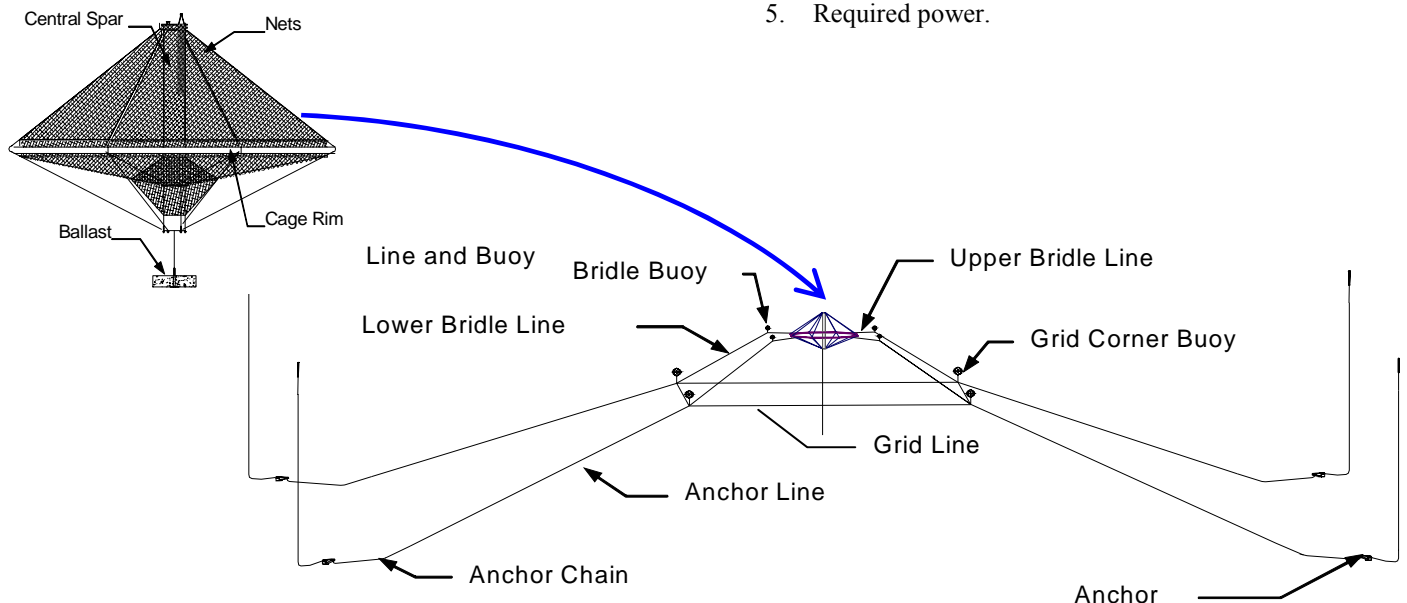 5. Required power.
Central Spar
Nets
Cage Rim
Ballast
Line and Buoy
Bridle Buoy
Upper Bridle Line
Lower Bridle Line
Grid Corner Buoy
Grid Line
Anchor Line
Anchor Chain
Anchor